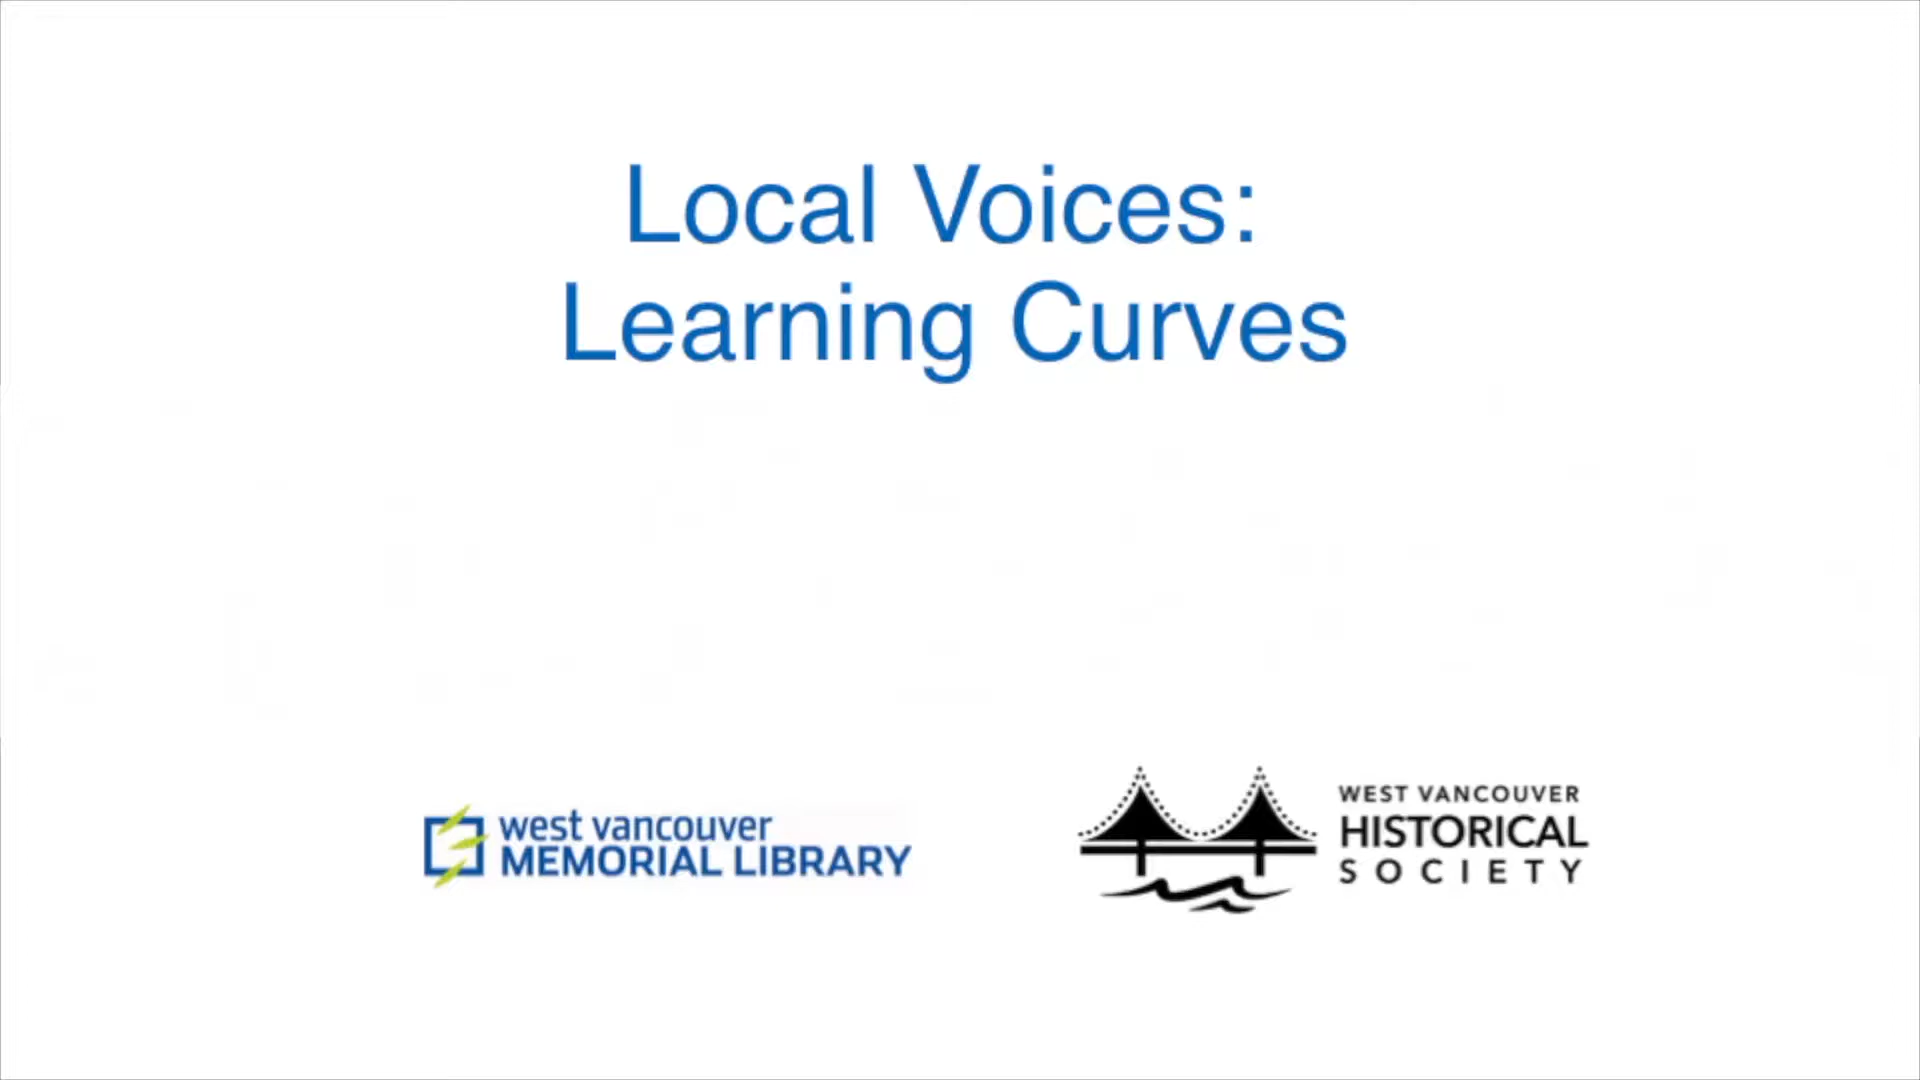 Local Voices:
Learning Curves
west vancouver
MEMORIAL LIBRARY
WEST VANCOUVER
HISTORICAL
SOCIETY